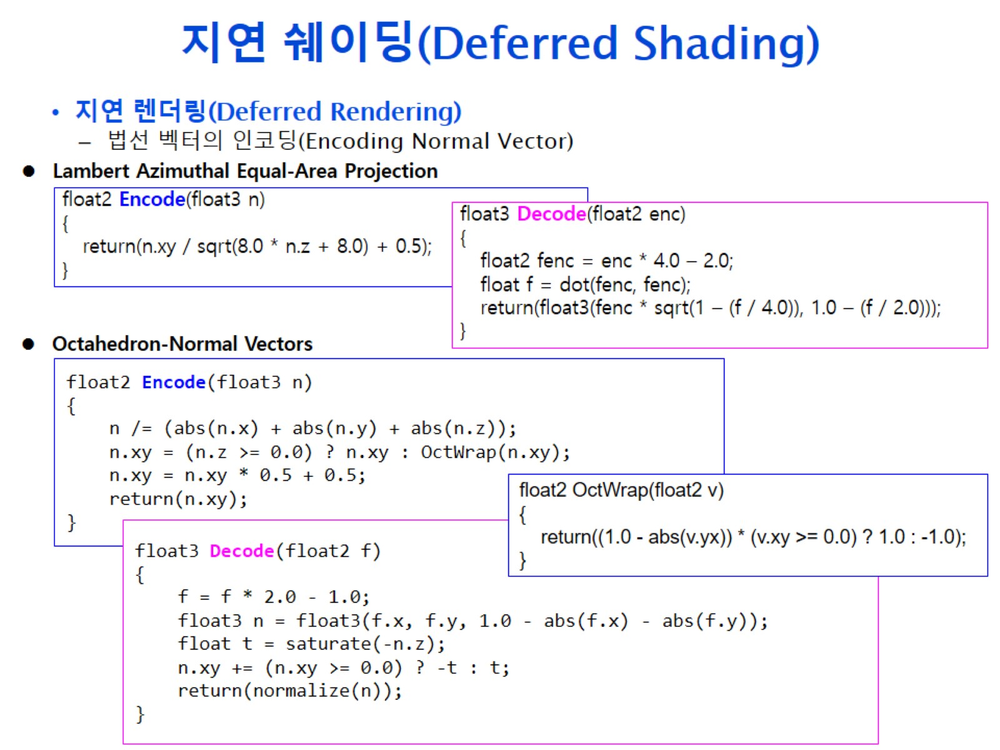 지연 쉐이딩(Deferred Shading)
• 지연 렌더링(Deferred Rendering)
– 법선 벡터의 인코딩(Encoding Normal Vector)
● Lambert Azimuthal Equal-Area Projection
float2 Encode(float3 n)
{
return(n.xy / sqrt(8.0 * n.z + 8.0) + 0.5);
}
float3 Decode(float2 enc)
{
float2 fenc = enc * 4.0 – 2.0;
float f = dot(fenc, fenc);
return(float3(fenc * sqrt(1 – (f / 4.0)), 1.0 – (f / 2.0)));
}
● Octahedron-Normal Vectors
float2 Encode(float3 n)
{
n /= (abs(n.x) + abs(n.y) + abs(n.z));
n.xy = (n.z >= 0.0) ? n.xy : OctWrap(n.xy);
n.xy = n.xy * 0.5 + 0.5;
return(n.xy);
}
float2 OctWrap(float2 v)
{
return((1.0 - abs(v.yx)) * (v.xy >= 0.0) ? 1.0 : -1.0);
}
float3 Decode(float2 f)
{
f = f * 2.0 - 1.0;
float3 n = float3(f.x, f.y, 1.0 - abs(f.x) - abs(f.y));
float t = saturate(-n.z);
n.xy += (n.xy >= 0.0) ? -t : t;
return(normalize(n));
}